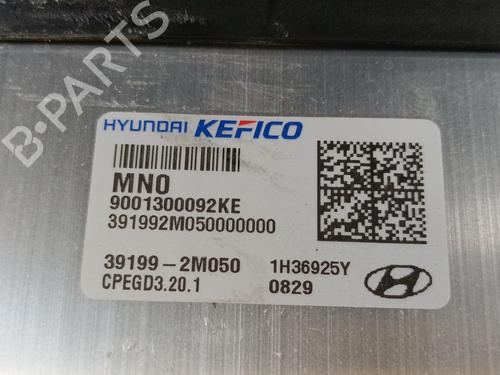 B-PARTS
HYUNDAI KEFICO
MN0
9001300092KE
391992M050000000
39199-2M050 1H36925Y
CPEGD3.20.1 0829